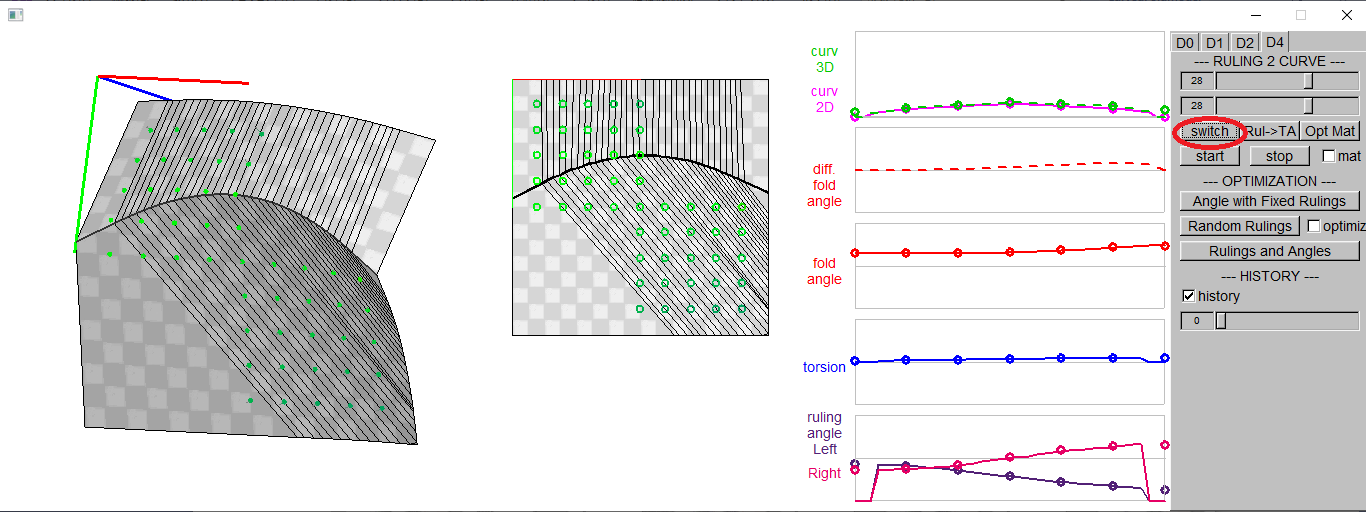 curv
3D
curv
2D
diff.
fold
angle
fold
angle
torsion
ruling
angle
Left
Right
D0 D1 D2 D4
--- RULING 2 CURVE ---
28
28
switch Rul->TA Opt Mat
start stop mat
--- OPTIMIZATION ---
Angle with Fixed Rulings
Random Rulings optimiz
Rulings and Angles
--- HISTORY ---
history
0